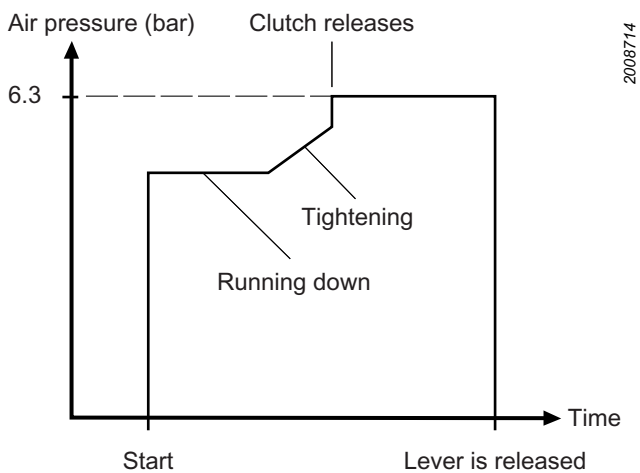 Air pressure (bar)
Clutch releases
2008714
6.3
Tightening
Running down
Time
Start
Lever is released